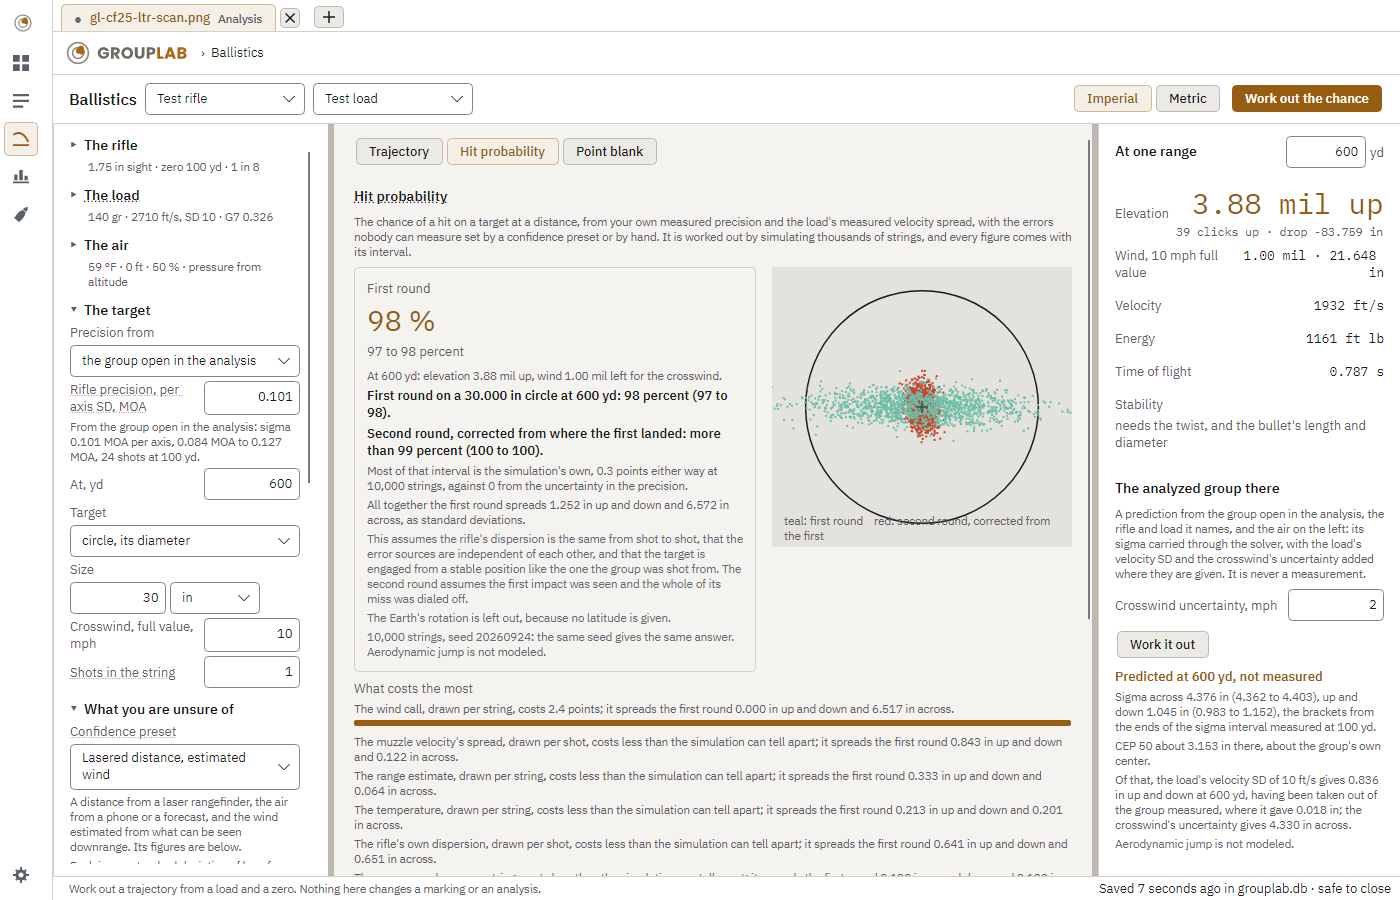 gl-cf25-ltr-scan.png Analysis
GROUPLAB › Ballistics
Ballistics
Test rifle
Test load
Imperial
Metric
Work out the chance
The rifle
1.75 in sight · zero 100 yd · 1 in 8
The load
140 gr · 2710 ft/s, SD 10 · G7 0.326
The air
59 °F · 0 ft · 50 % · pressure from
altitude
The target
Precision from
the group open in the analysis
Rifle precision, per
axis SD, MOA
0.101
From the group open in the analysis: sigma
0.101 MOA per axis, 0.084 MOA to 0.127
MOA, 24 shots at 100 yd.
At, yd
600
Target
circle, its diameter
Size
30
in
Crosswind, full value,
mph
10
Shots in the string
1
What you are unsure of
Confidence preset
Lasered distance, estimated
wind
A distance from a laser rangefinder, the air
from a phone or a forecast, and the wind
estimated from what can be seen
downrange. Its figures are below.
Trajectory
Hit probability
Point blank
Hit probability
The chance of a hit on a target at a distance, from your own measured precision and the load's measured velocity spread, with the errors
nobody can measure set by a confidence preset or by hand. It is worked out by simulating thousands of strings, and every figure comes with
its interval.
First round
98 %
97 to 98 percent
At 600 yd: elevation 3.88 mil up, wind 1.00 mil left for the crosswind.
First round on a 30.000 in circle at 600 yd: 98 percent (97 to
98).
Second round, corrected from where the first landed: more
than 99 percent (100 to 100).
Most of that interval is the simulation's own, 0.3 points either way at
10,000 strings, against 0 from the uncertainty in the precision.
All together the first round spreads 1.252 in up and down and 6.572 in
across, as standard deviations.
This assumes the rifle's dispersion is the same from shot to shot, that the
error sources are independent of each other, and that the target is
engaged from a stable position like the one the group was shot from. The
second round assumes the first impact was seen and the whole of its
miss was dialed off.
The Earth's rotation is left out, because no latitude is given.
10,000 strings, seed 20260924: the same seed gives the same answer.
Aerodynamic jump is not modeled.
teal: first round red: second round, corrected from
the first
What costs the most
The wind call, drawn per string, costs 2.4 points; it spreads the first round 0.000 in up and down and 6.517 in across.
The muzzle velocity's spread, drawn per shot, costs less than the simulation can tell apart; it spreads the first round 0.843 in up and down
and 0.122 in across.
The range estimate, drawn per string, costs less than the simulation can tell apart; it spreads the first round 0.333 in up and down and
0.064 in across.
The temperature, drawn per string, costs less than the simulation can tell apart; it spreads the first round 0.213 in up and down and 0.201
in across.
The rifle's own dispersion, drawn per shot, costs less than the simulation can tell apart; it spreads the first round 0.641 in up and down and
0.651 in across.
At one range
600 yd
Elevation
3.88 mil up
39 clicks up · drop -83.759 in
Wind, 10 mph full
value
1.00 mil · 21.648
in
Velocity
1932 ft/s
Energy
1161 ft lb
Time of flight
0.787 s
Stability
needs the twist, and the bullet's length and
diameter
The analyzed group there
A prediction from the group open in the analysis, the
rifle and load it names, and the air on the left: its
sigma carried through the solver, with the load's
velocity SD and the crosswind's uncertainty added
where they are given. It is never a measurement.
Crosswind uncertainty, mph
2
Work it out
Predicted at 600 yd, not measured
Sigma across 4.376 in (4.362 to 4.403), up and
down 1.045 in (0.983 to 1.152), the brackets from
the ends of the sigma interval measured at 100 yd.
CEP 50 about 3.153 in there, about the group's own
center.
Of that, the load's velocity SD of 10 ft/s gives 0.836
in up and down at 600 yd, having been taken out of
the group measured, where it gave 0.018 in; the
crosswind's uncertainty gives 4.330 in across.
Aerodynamic jump is not modeled.
Work out a trajectory from a load and a zero. Nothing here changes a marking or an analysis.
Saved 7 seconds ago in grouplab.db · safe to close